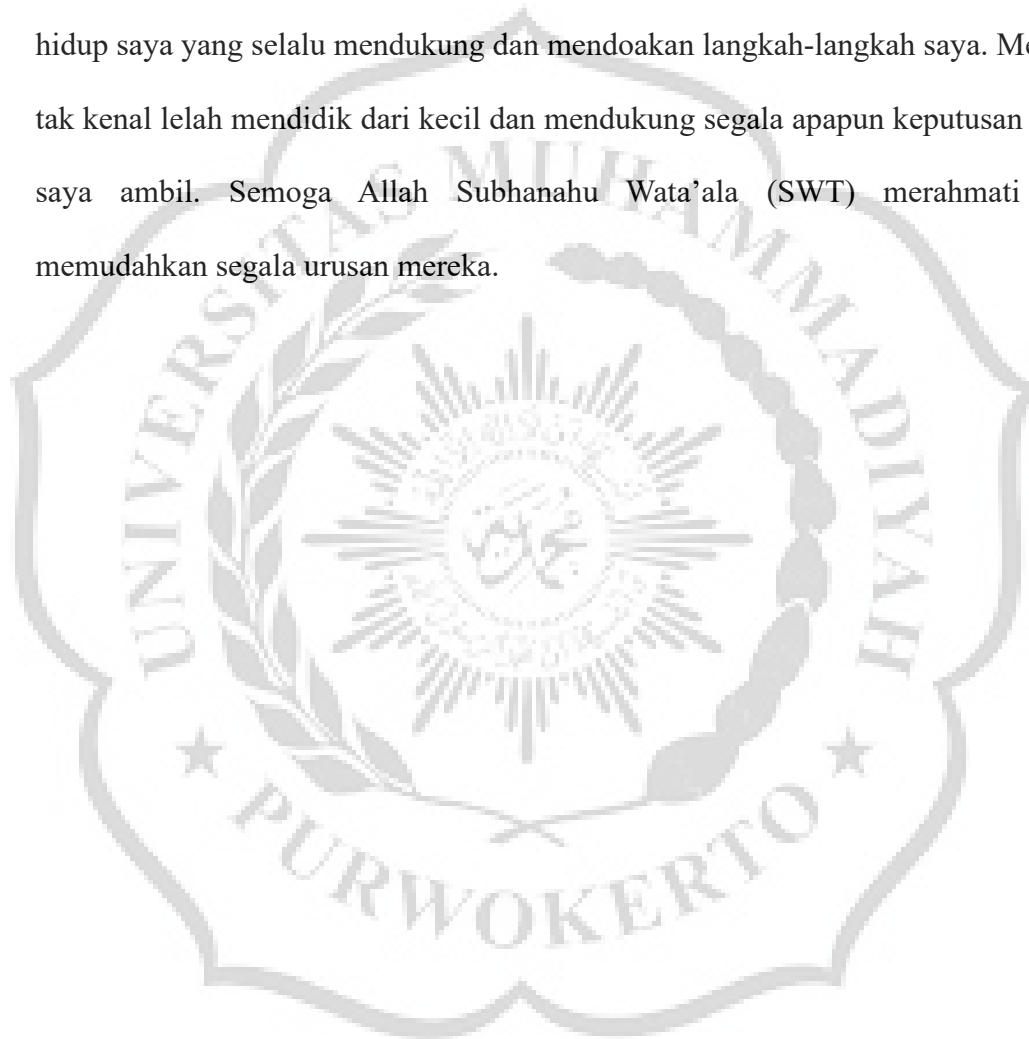 hidup saya yang selalu mendukung dan mendoakan langkah-langkah saya.
tak kenal lelah mendidik dari kecil dan mendukung segala apapun keputusan
saya ambil. Semoga Allah Subhanahu Wata’ala (SWT) merahmati
memudahkan segala urusan mereka.
UNIVERSITAS MUHAMMADIYAH
PURWOKERTO